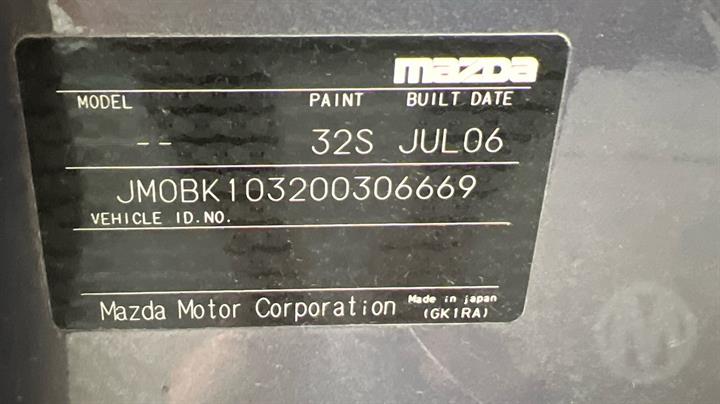 mazda
MODEL PAINT BUILT DATE
-- 32S JUL06
JM0BK103200306669
VEHICLE ID.NO.
Mazda Motor Corporation Made in japan
(GK1RA)
M